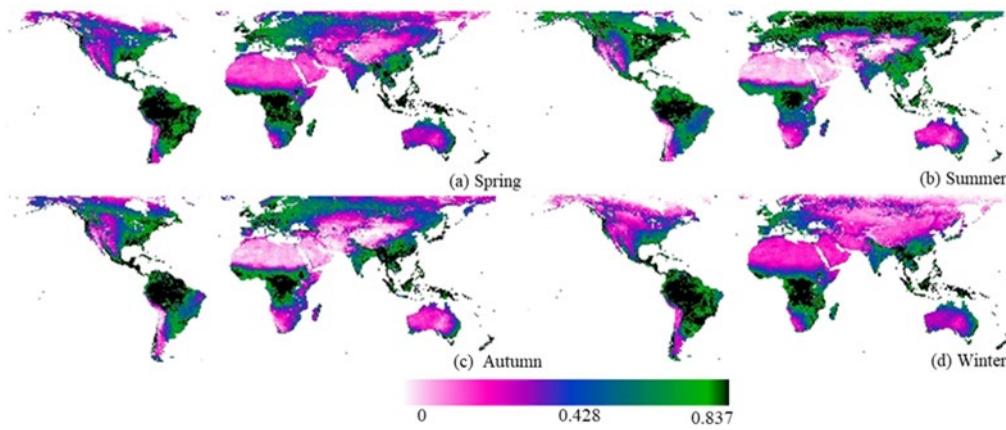 (a) Spring
(b) Summer
(c) Autumn
(d) Winter
0
0.428
0.837